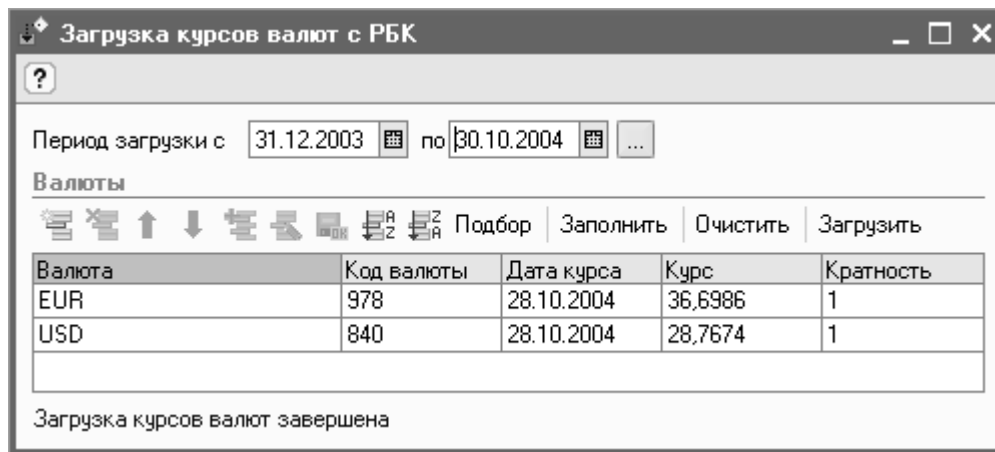 Загрузка курсов валют с РБК
?
Период загрузки с 31.12.2003 по 30.10.2004 ...
Валюты
Подбор Заполнить Очистить Загрузить
Валюта Код валюты Дата курса Курс Кратность
EUR 978 28.10.2004 36,6986 1
USD 840 28.10.2004 28,7674 1
Загрузка курсов валют завершена